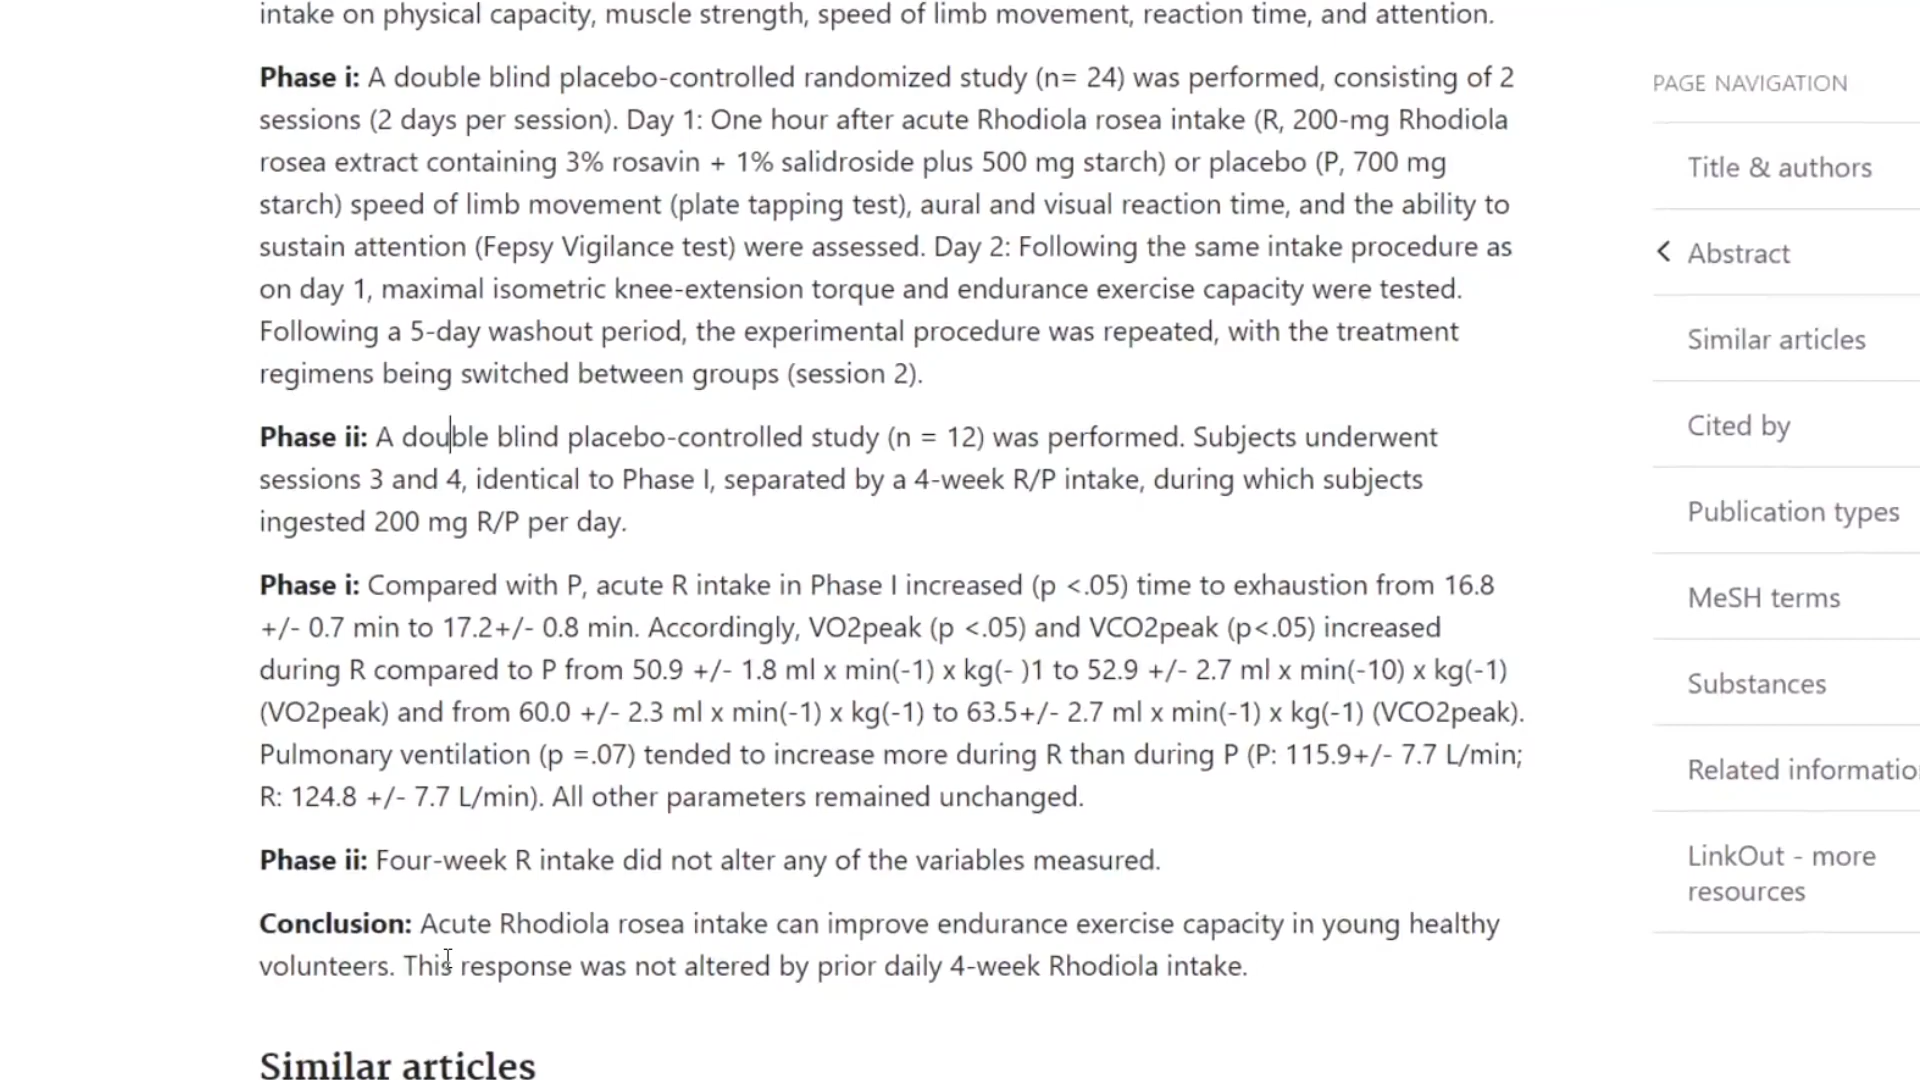 intake on physical capacity, muscle strength, speed of limb movement, reaction time, and attention.
Phase i: A double blind placebo-controlled randomized study (n= 24) was performed, consisting of 2
sessions (2 days per session). Day 1: One hour after acute Rhodiola rosea intake (R, 200-mg Rhodiola
rosea extract containing 3% rosavin + 1% salidroside plus 500 mg starch) or placebo (P, 700 mg
starch) speed of limb movement (plate tapping test), aural and visual reaction time, and the ability to
sustain attention (Fepsy Vigilance test) were assessed. Day 2: Following the same intake procedure as
on day 1, maximal isometric knee-extension torque and endurance exercise capacity were tested.
Following a 5-day washout period, the experimental procedure was repeated, with the treatment
regimens being switched between groups (session 2).
Phase ii: A double blind placebo-controlled study (n = 12) was performed. Subjects underwent
sessions 3 and 4, identical to Phase I, separated by a 4-week R/P intake, during which subjects
ingested 200 mg R/P per day.
Phase i: Compared with P, acute R intake in Phase I increased (p <.05) time to exhaustion from 16.8
+/- 0.7 min to 17.2+/- 0.8 min. Accordingly, VO2peak (p <.05) and VCO2peak (p<.05) increased
during R compared to P from 50.9 +/- 1.8 ml x min(-1) x kg(- )1 to 52.9 +/- 2.7 ml x min(-10) x kg(-1)
(VO2peak) and from 60.0 +/- 2.3 ml x min(-1) x kg(-1) to 63.5+/- 2.7 ml x min(-1) x kg(-1) (VCO2peak).
Pulmonary ventilation (p =.07) tended to increase more during R than during P (P: 115.9+/- 7.7 L/min;
R: 124.8 +/- 7.7 L/min). All other parameters remained unchanged.
Phase ii: Four-week R intake did not alter any of the variables measured.
Conclusion: Acute Rhodiola rosea intake can improve endurance exercise capacity in young healthy
volunteers. This response was not altered by prior daily 4-week Rhodiola intake.
Similar articles
PAGE NAVIGATION
Title & authors
Abstract
Similar articles
Cited by
Publication types
MeSH terms
Substances
Related informatio
LinkOut - more
resources